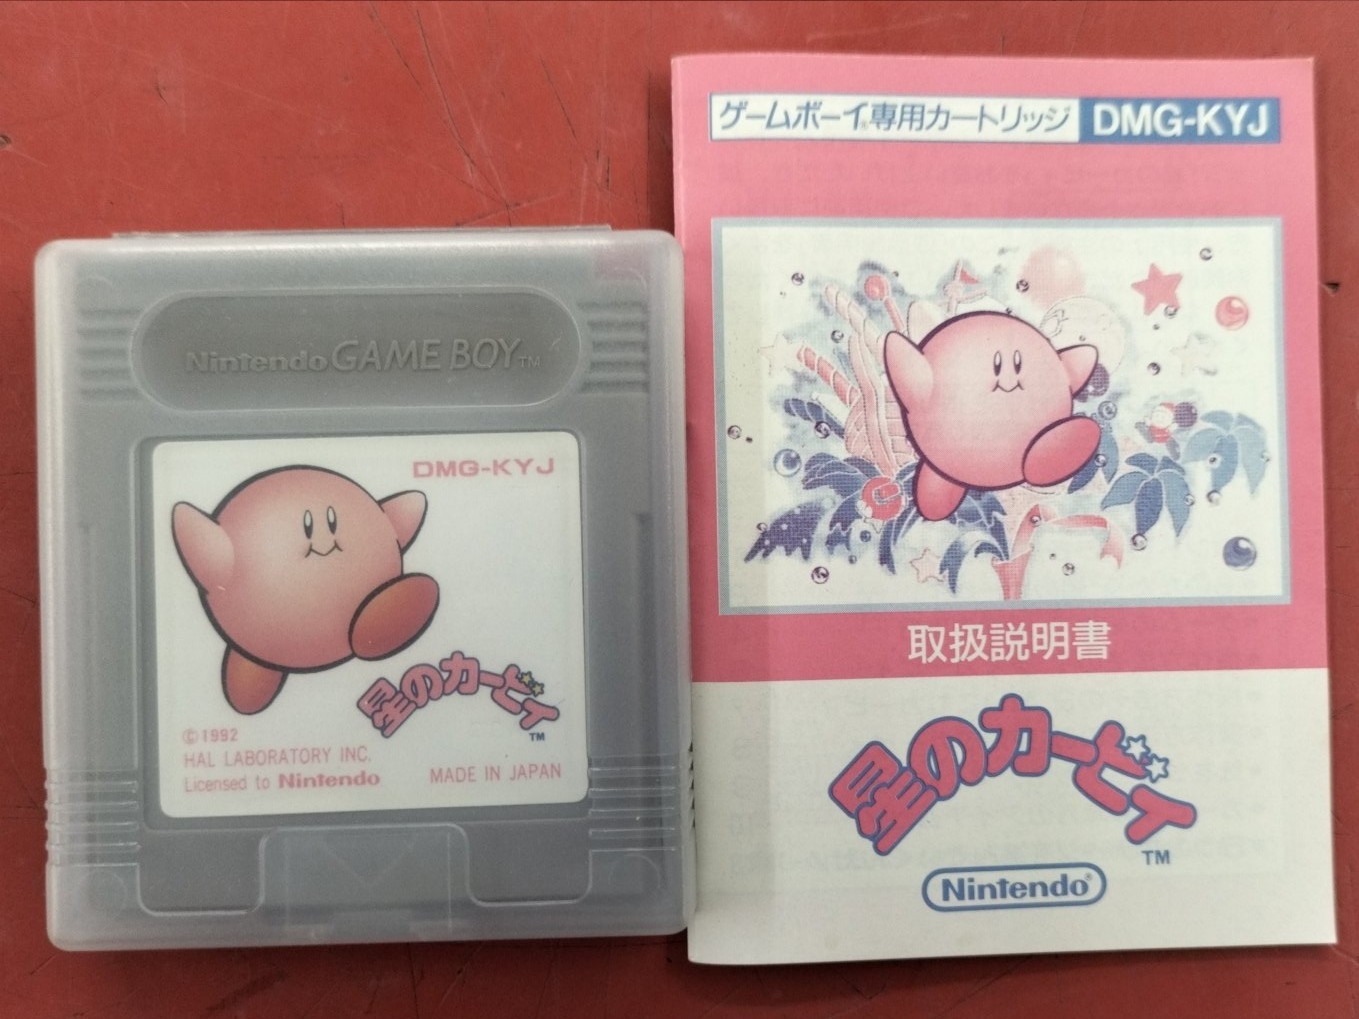 Nintendo GAME BOY™
DMG-KYJ
星のカービィ
™
©1992
HAL LABORATORY INC.
Licensed to Nintendo
MADE IN JAPAN
ゲームボーイ®専用カートリッジ DMG-KYJ
取扱説明書
星のカービィ
™
Nintendo®